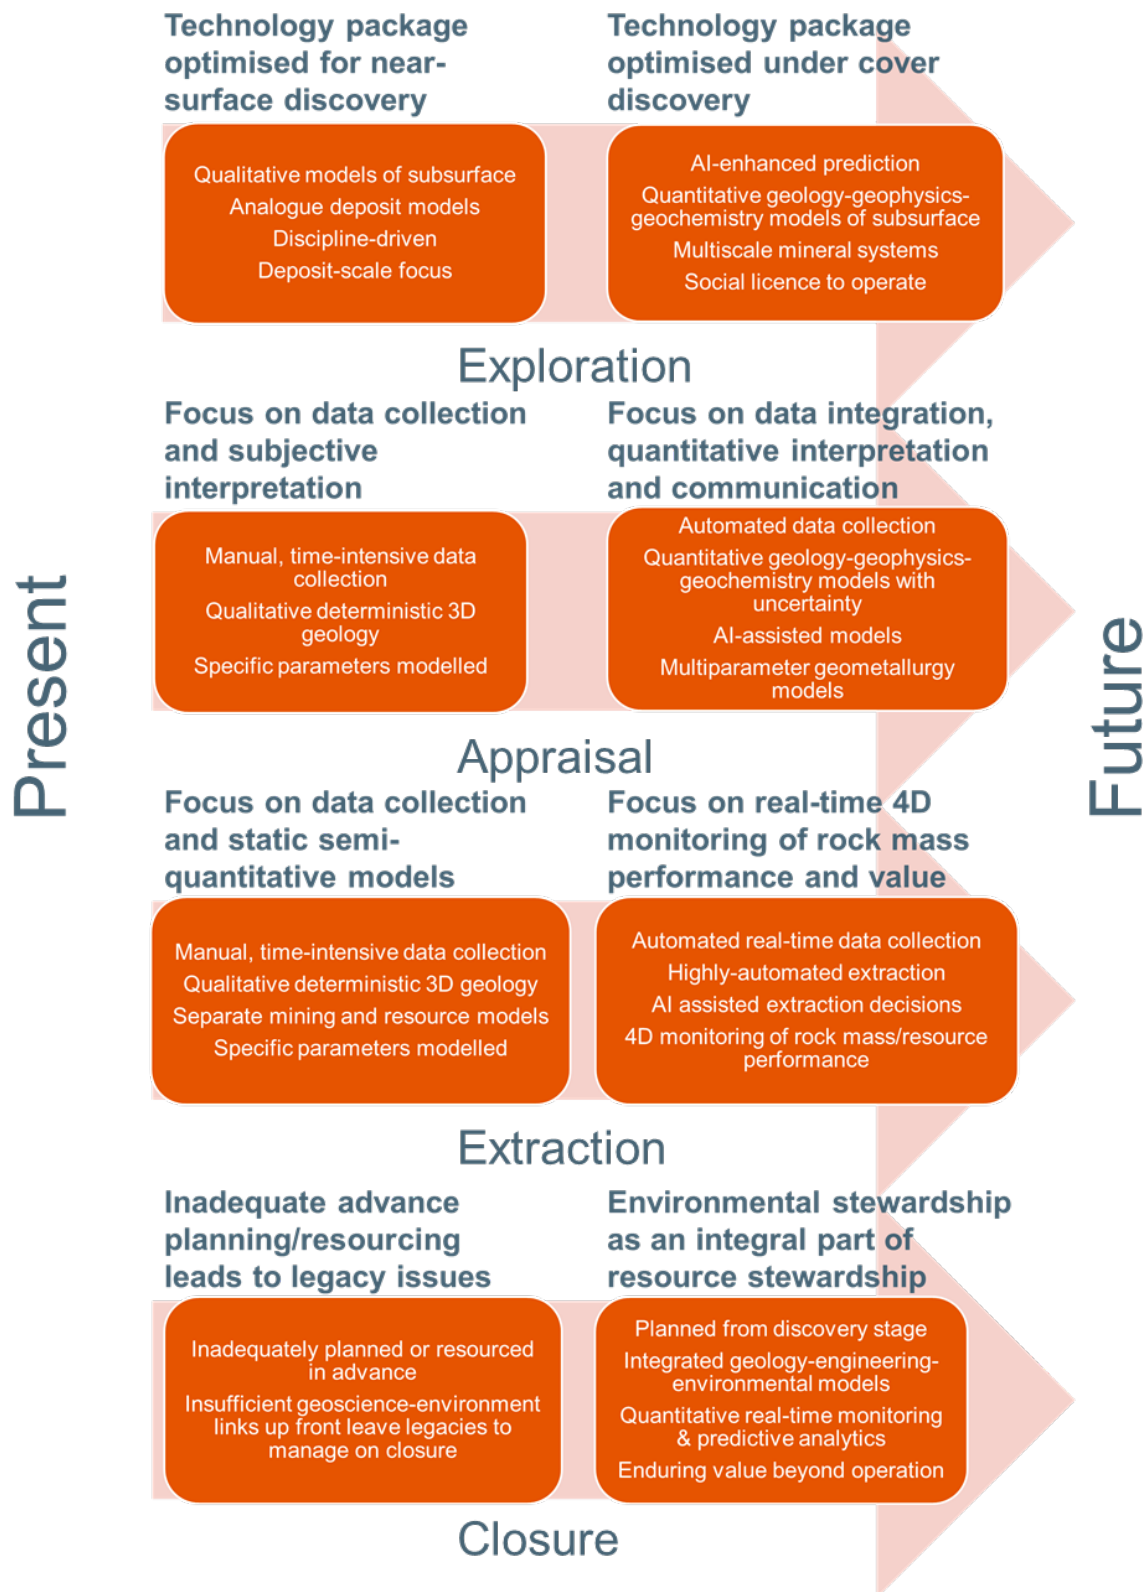 Technology package
optimised for near-
surface discovery
Technology package
optimised under cover
discovery
Qualitative models of subsurface
Analogue deposit models
Discipline-driven
Deposit-scale focus
AI-enhanced prediction
Quantitative geology-geophysics-
geochemistry models of subsurface
Multiscale mineral systems
Social licence to operate
Exploration
Focus on data collection
and subjective
interpretation
Focus on data integration,
quantitative interpretation
and communication
Manual, time-intensive data
collection
Qualitative deterministic 3D
geology
Specific parameters modelled
Automated data collection
Quantitative geology-geophysics-
geochemistry models with
uncertainty
AI-assisted models
Multiparameter geometallurgy
models
Present
Future
Appraisal
Focus on data collection
and static semi-
quantitative models
Focus on real-time 4D
monitoring of rock mass
performance and value
Manual, time-intensive data collection
Qualitative deterministic 3D geology
Separate mining and resource models
Specific parameters modelled
Automated real-time data collection
Highly-automated extraction
AI assisted extraction decisions
4D monitoring of rock mass/resource
performance
Extraction
Inadequate advance
planning/resourcing
leads to legacy issues
Environmental stewardship
as an integral part of
resource stewardship
Inadequately planned or resourced
in advance
Insufficient geoscience-environment
links up front leave legacies to
manage on closure
Planned from discovery stage
Integrated geology-engineering-
environmental models
Quantitative real-time monitoring
& predictive analytics
Enduring value beyond operation
Closure